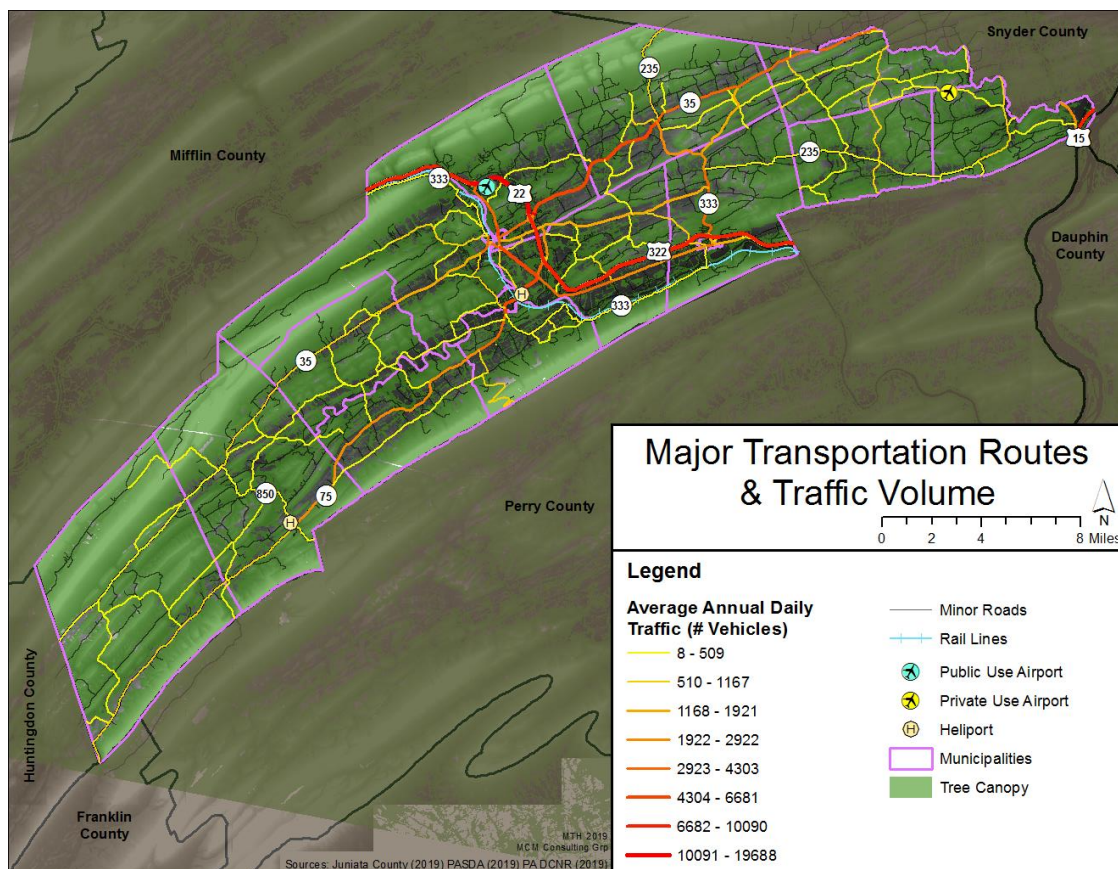 Snyder County
235
35
Mifflin County
15
333
235
22
333
Dauphin
County
322
H
333
35
850
75
H
Perry County
Huntingdon County
Franklin
County
MTH 2019
MCM Consulting Grp
Sources: Juniata County (2019) PASDA (2019) PA DCNR (2019)
Major Transportation Routes
& Traffic Volume
N
0 2 4 8 Miles
Legend
Average Annual Daily
Traffic (# Vehicles)
8 - 509
510 - 1167
1168 - 1921
1922 - 2922
2923 - 4303
4304 - 6681
6682 - 10090
10091 - 19688
Minor Roads
Rail Lines
Public Use Airport
Private Use Airport
H Heliport
Municipalities
Tree Canopy